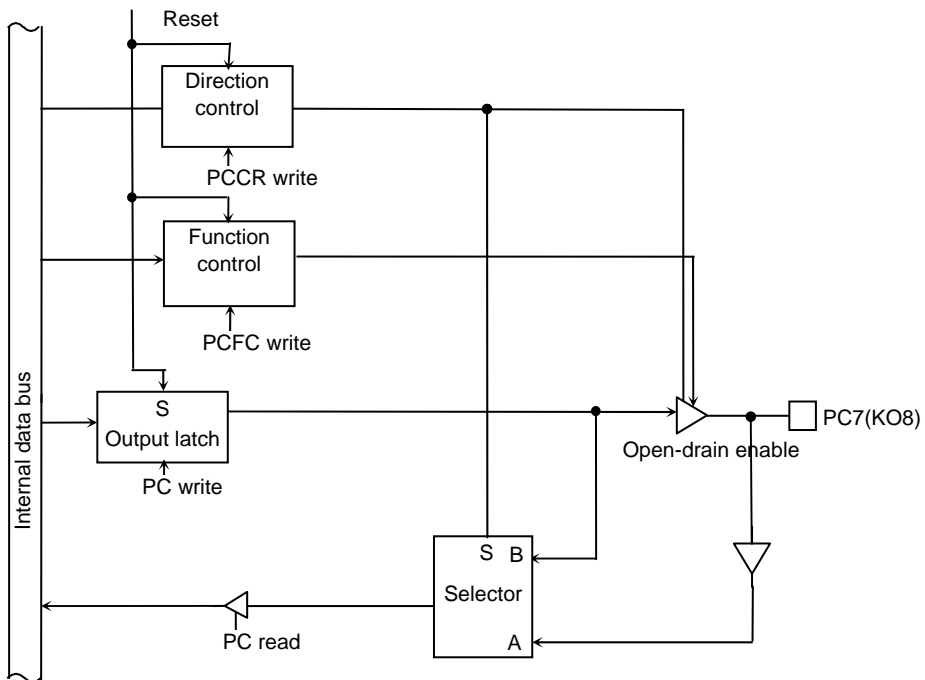 Reset
Direction
control
PCCR write
Function
control
PCFC write
Internal data bus
S
Output latch
PC write
PC7(KO8)
Open-drain enable
S B
Selector
A
PC read